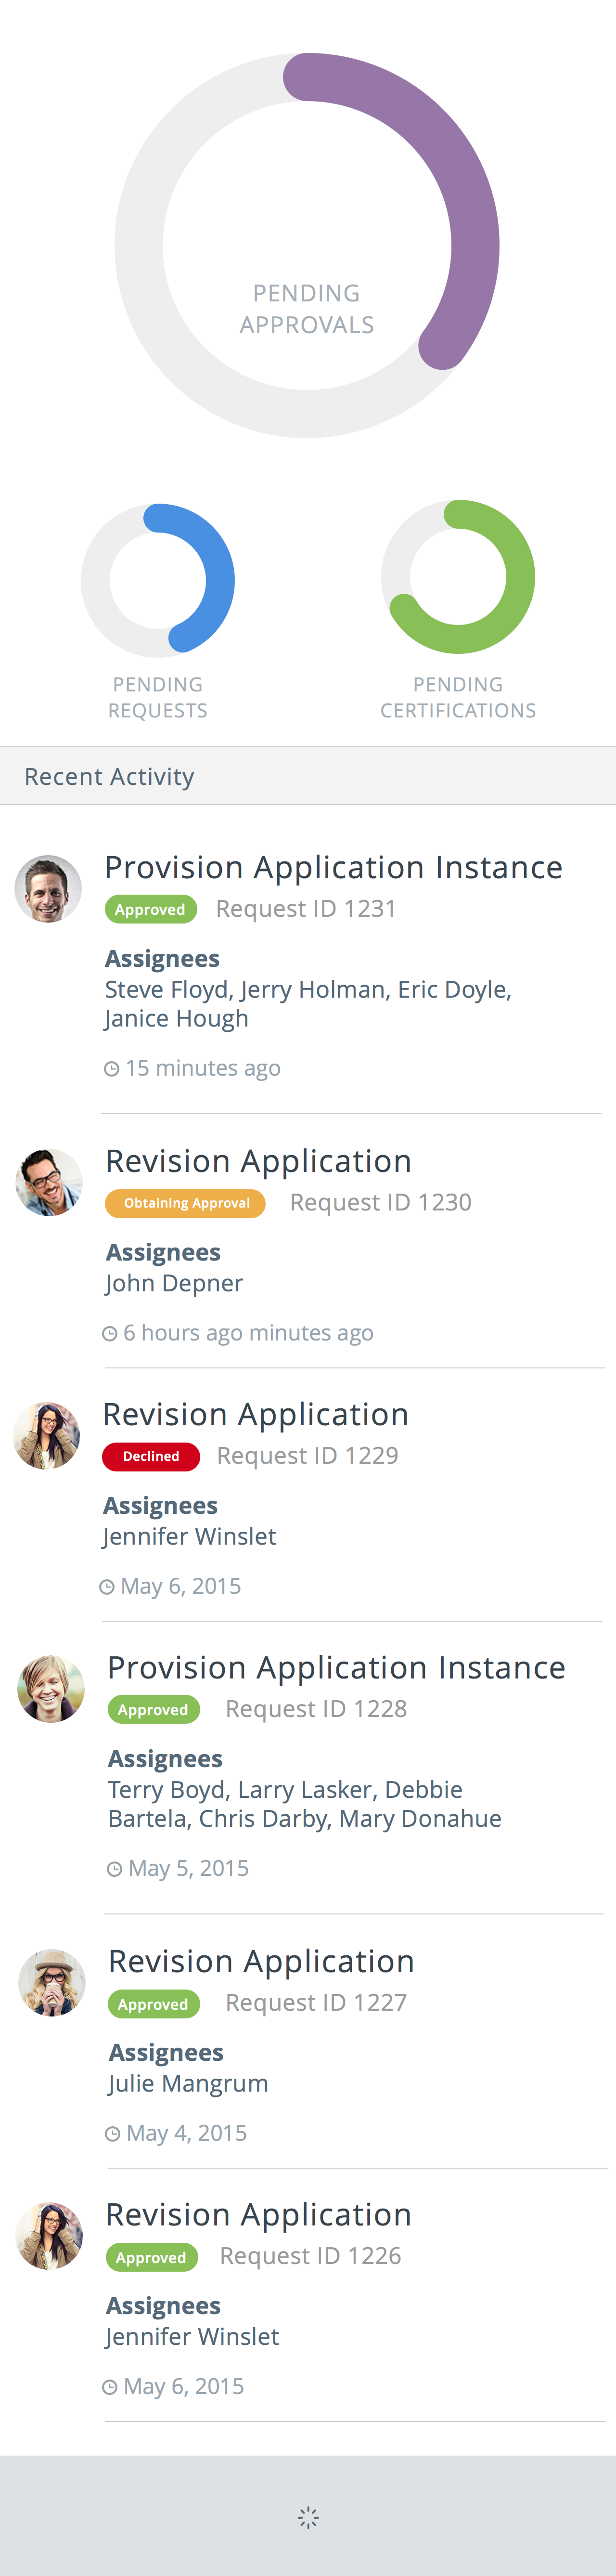 PENDING
APPROVALS
PENDING
REQUESTS
PENDING
CERTIFICATIONS
Recent Activity
Provision Application Instance
Approved Request ID 1231
Assignees
Steve Floyd, Jerry Holman, Eric Doyle,
Janice Hough
15 minutes ago
Revision Application
Obtaining Approval Request ID 1230
Assignees
John Depner
6 hours ago minutes ago
Revision Application
Declined Request ID 1229
Assignees
Jennifer Winslet
May 6, 2015
Provision Application Instance
Approved Request ID 1228
Assignees
Terry Boyd, Larry Lasker, Debbie
Bartela, Chris Darby, Mary Donahue
May 5, 2015
Revision Application
Approved Request ID 1227
Assignees
Julie Mangrum
May 4, 2015
Revision Application
Approved Request ID 1226
Assignees
Jennifer Winslet
May 6, 2015